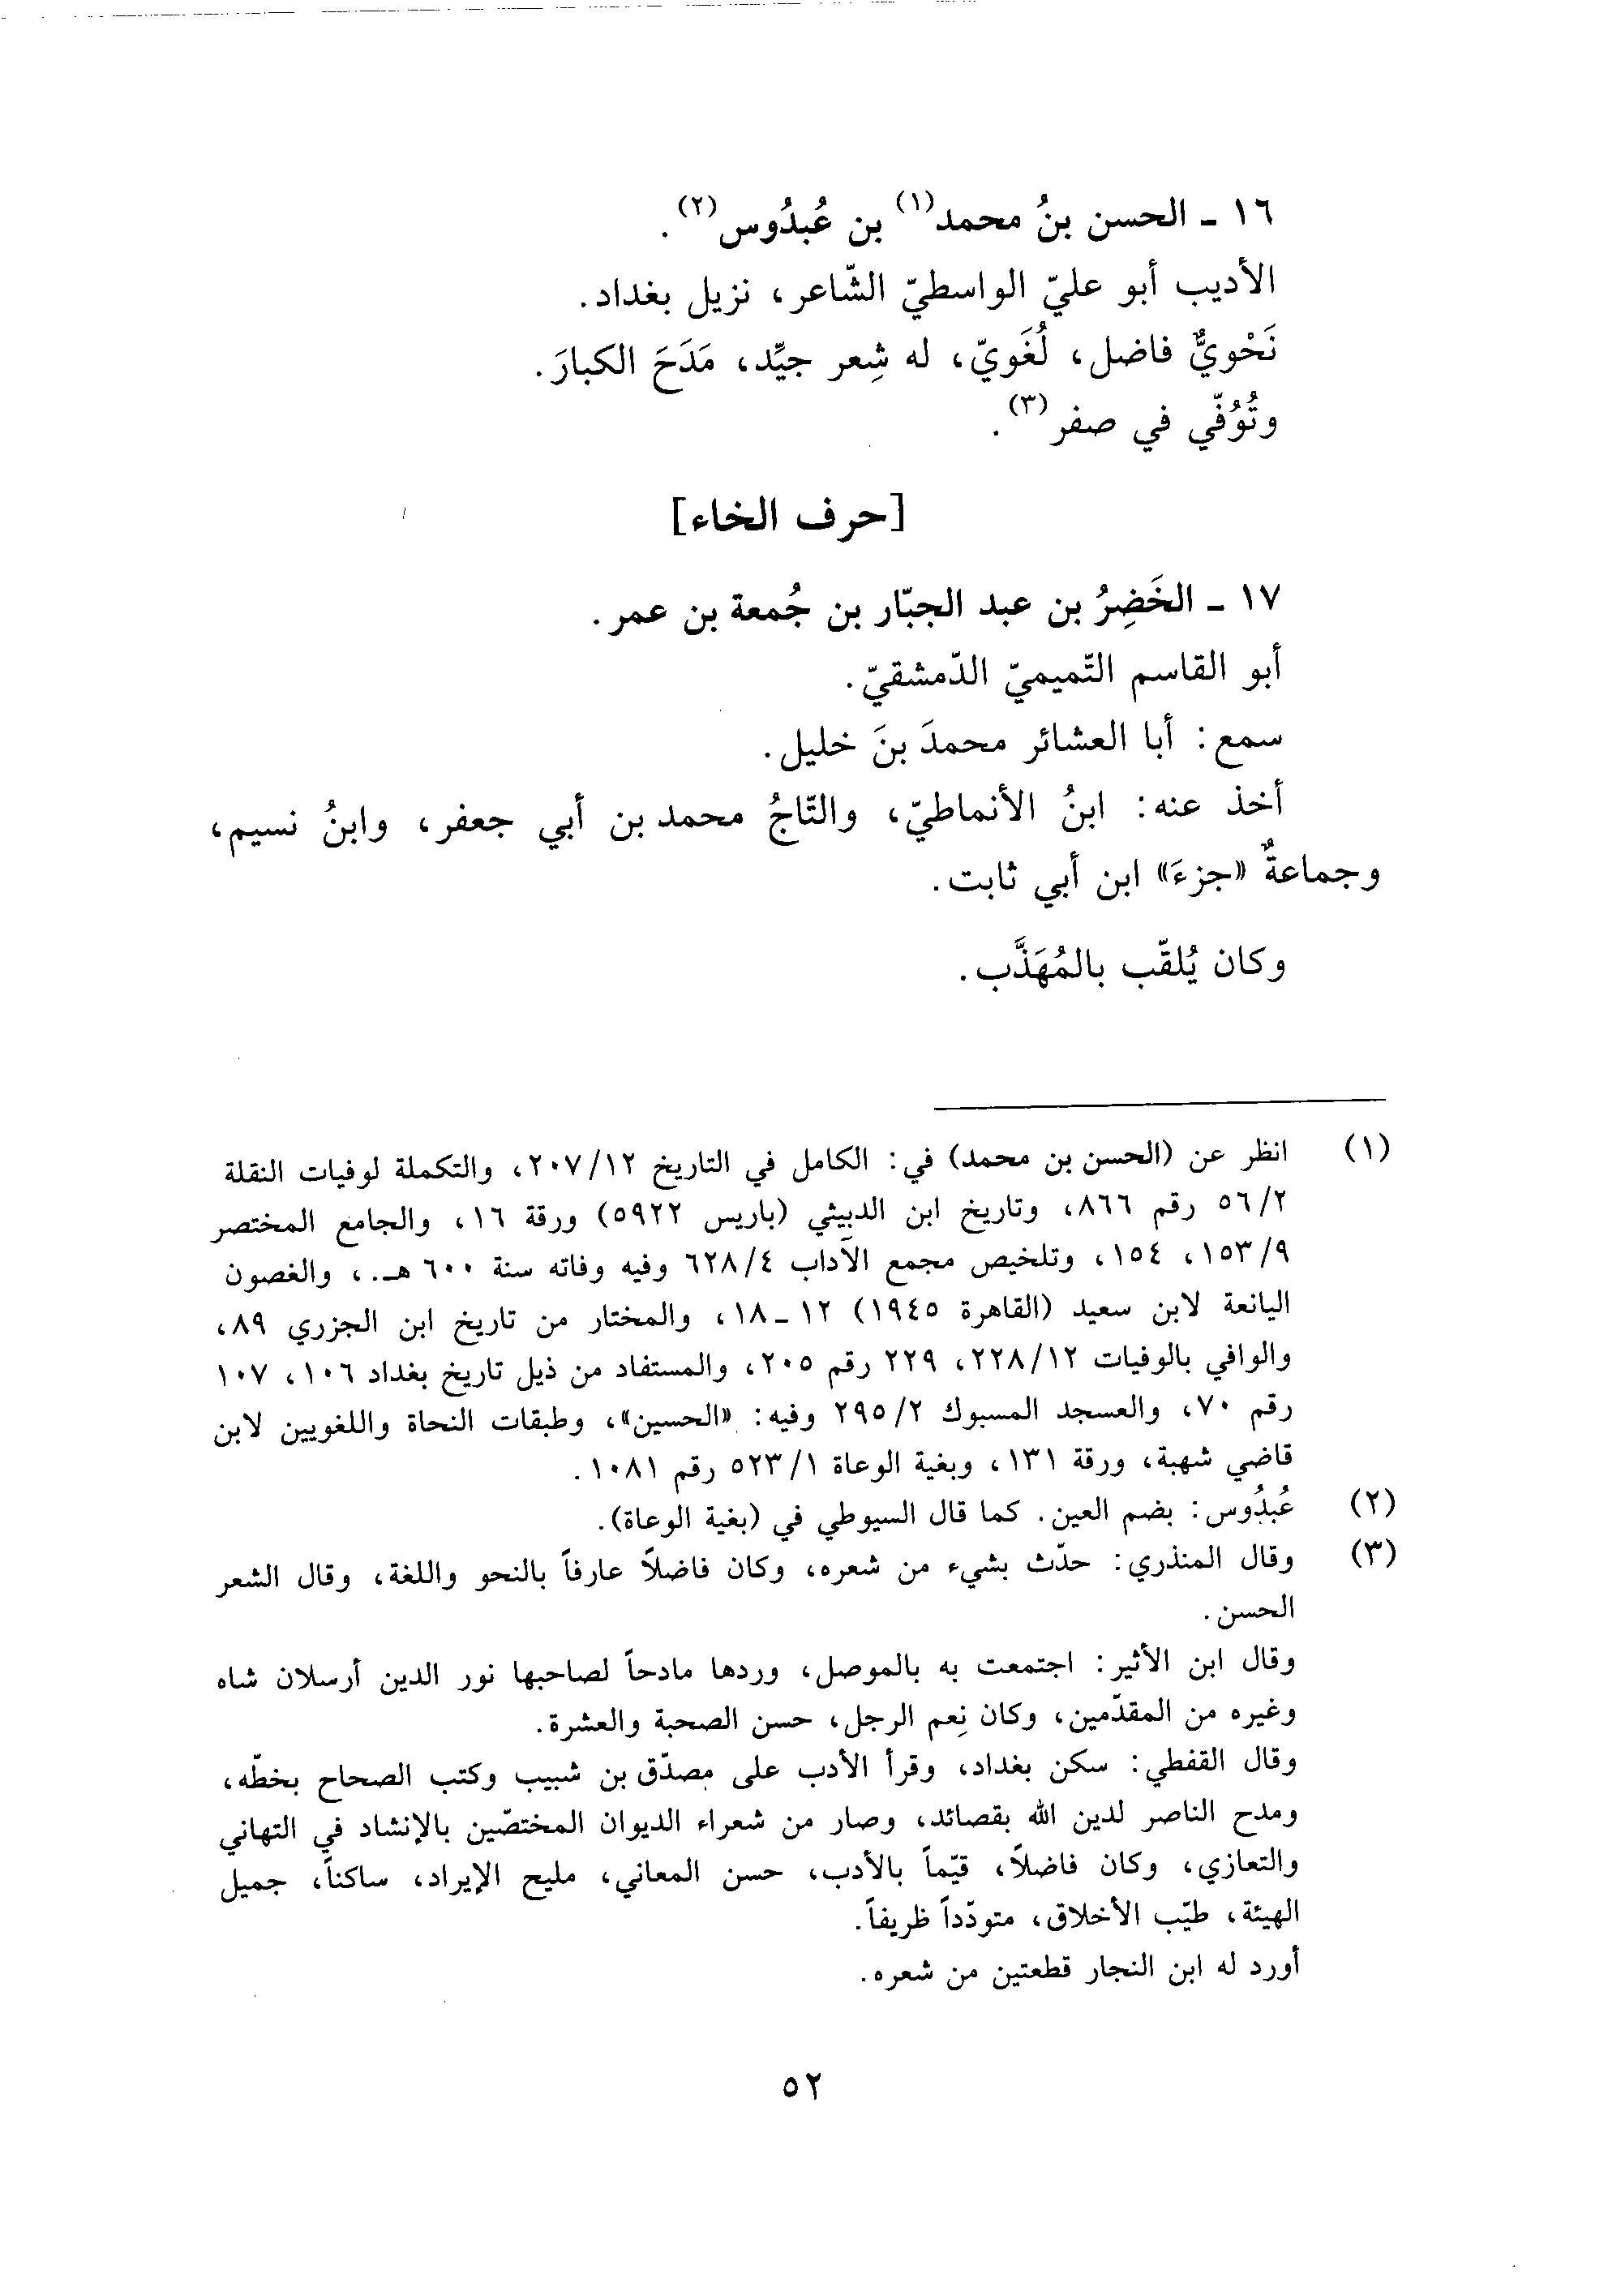 ١٦ ـ الحسن بنُ محمد(١) بن عُبدُوس(٢).
الأديب أبو عليّ الواسطيّ الشّاعر، نزيل بغداد.
نَحْويٌّ فاضل، لُغَويّ، له شِعر جيِّد، مَدَحَ الكبارَ.
وتُوُفّي في صفر(٣).
[حرف الخاء]
١٧ ـ الخَضِرُ بن عبد الجبّار بن جُمعة بن عمر.
أبو القاسم التّميميّ الدّمشقيّ.
سمع: أبا العشائر محمدَ بنَ خليل.
أخذ عنه: ابنُ الأنماطيّ، والتّاجُ محمد بن أبي جعفر، وابنُ نسيم،
وجماعةٌ «جزءَ» ابن أبي ثابت.
وكان يُلقّب بالمُهَذَّب.
(١) انظر عن (الحسن بن محمد) في: الكامل في التاريخ ٢٠٧/١٢، والتكملة لوفيات النقلة
٥٦/٢ رقم ٨٦٦، وتاريخ ابن الدبيثي (باريس ٥٩٢٢) ورقة ١٦، والجامع المختصر
١٥٣/٩، ١٥٤، وتلخيص مجمع الآداب ٦٢٨/٤ وفيه وفاته سنة ٦٠٠ هـ.، والغصون
اليانعة لابن سعيد (القاهرة ١٩٤٥) ١٢ ـ ١٨، والمختار من تاريخ ابن الجزري ٨٩،
والوافي بالوفيات ٢٢٨/١٢، ٢٢٩ رقم ٢٠٥، والمستفاد من ذيل تاريخ بغداد ١٠٦، ١٠٧
رقم ٧٠، والعسجد المسبوك ٢٩٥/٢ وفيه: «الحسين»، وطبقات النحاة واللغويين لابن
قاضي شهبة، ورقة ١٣١، وبغية الوعاة ٥٢٣/١ رقم ١٠٨١.
(٢) عُبدُوس: بضم العين. كما قال السيوطي في (بغية الوعاة).
(٣) وقال المنذري: حدّث بشيء من شعره، وكان فاضلاً عارفاً بالنحو واللغة، وقال الشعر
الحسن.
وقال ابن الأثير: اجتمعت به بالموصل، وردها مادحاً لصاحبها نور الدين أرسلان شاه
وغيره من المقدّمين، وكان نِعم الرجل، حسن الصحبة والعشرة.
وقال القفطي: سكن بغداد، وقرأ الأدب على مصدّق بن شبيب وكتب الصحاح بخطّه،
ومدح الناصر لدين الله بقصائد، وصار من شعراء الديوان المختصّين بالإنشاد في التهاني
والتعازي، وكان فاضلاً، قيّماً بالأدب، حسن المعاني، مليح الإيراد، ساكناً، جميل
الهيئة، طيّب الأخلاق، متودّداً ظريفاً.
أورد له ابن النجار قطعتين من شعره.
٥٢